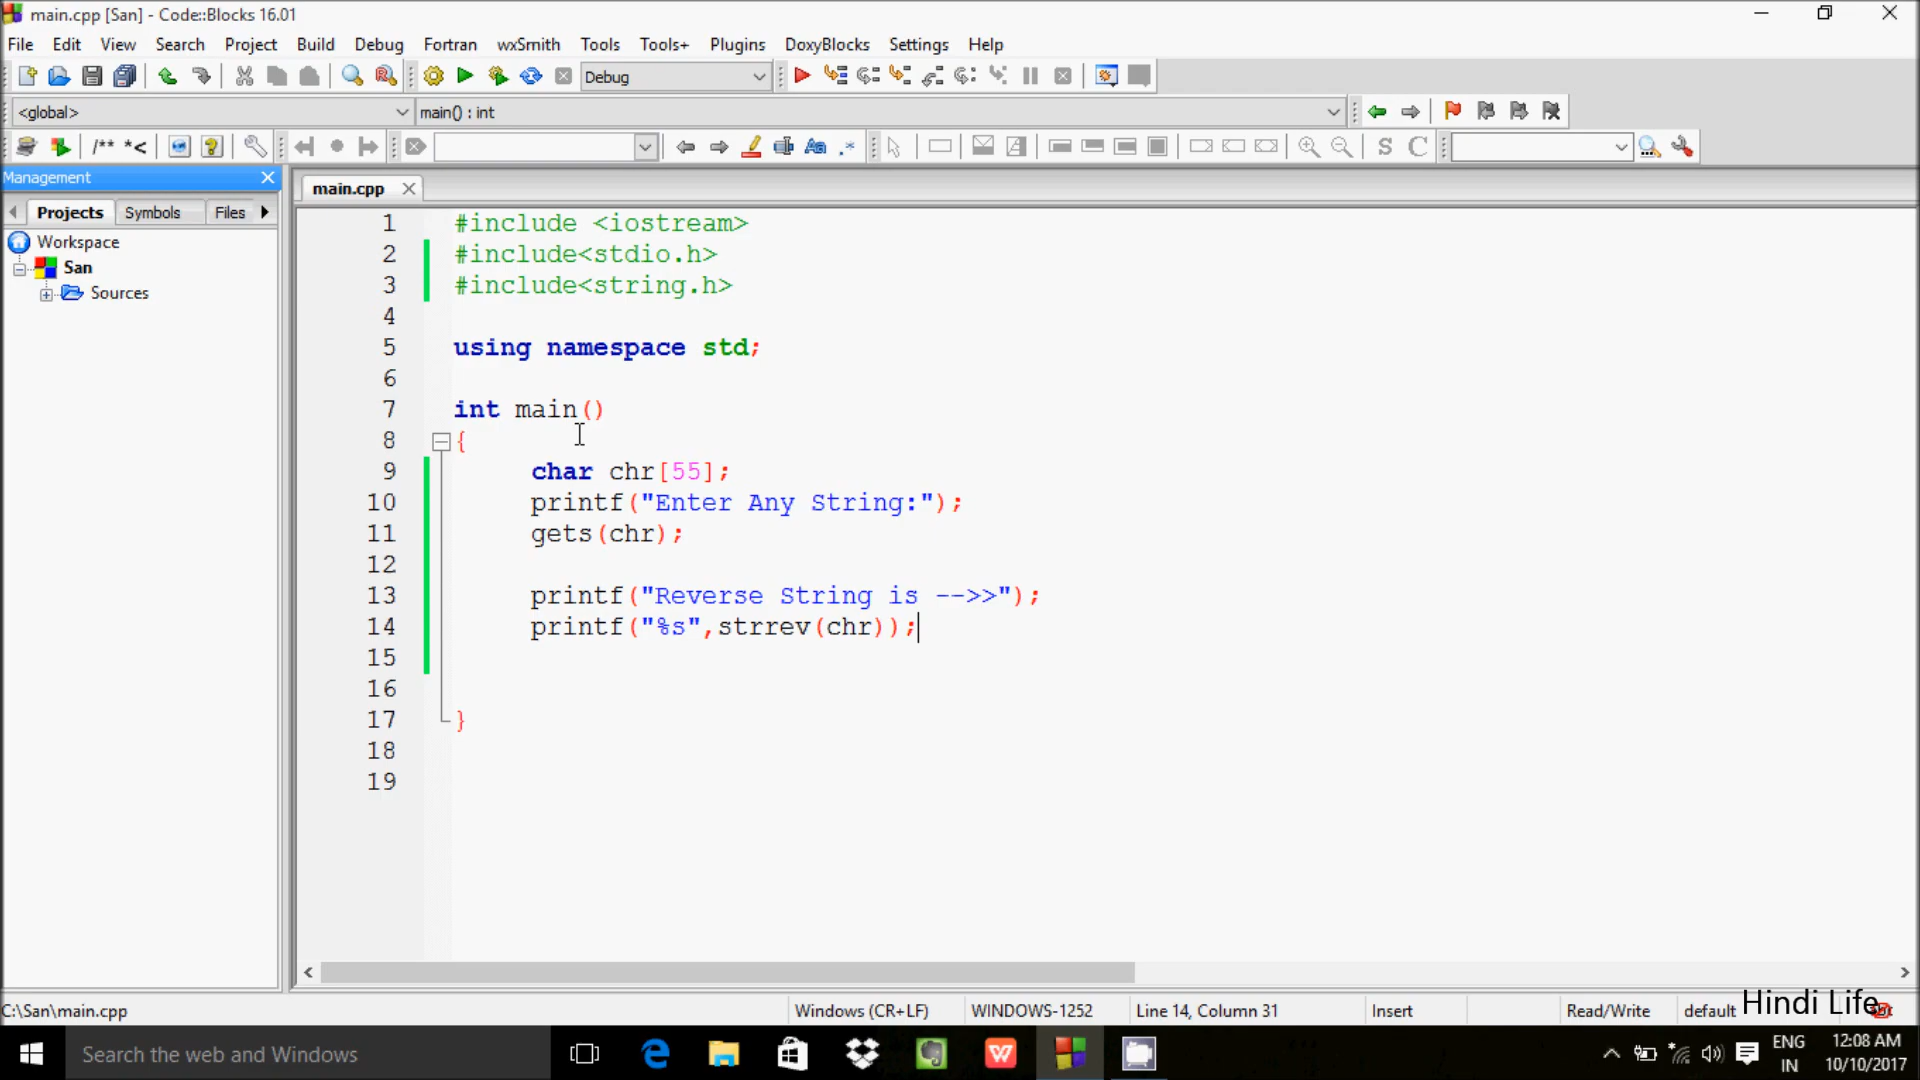 main.cpp [San] - Code::Blocks 16.01
File Edit View Search Project Build Debug Fortran wxSmith Tools Tools+ Plugins DoxyBlocks Settings Help
Debug
<global> main() : int
/** *<
S C
Management
Projects Symbols Files
Workspace
San
Sources
main.cpp
1 #include <iostream>
2 #include<stdio.h>
3 #include<string.h>
4
5 using namespace std;
6
7 int main()
8 {
9 char chr[55];
10 printf("Enter Any String:");
11 gets(chr);
12
13 printf("Reverse String is -->>");
14 printf("%s",strrev(chr));
15
16
17 }
18
19
C:\San\main.cpp Windows (CR+LF) WINDOWS-1252 Line 14, Column 31 Insert Read/Write default
Hindi Life
Search the web and Windows
ENG
IN
12:08 AM
10/10/2017